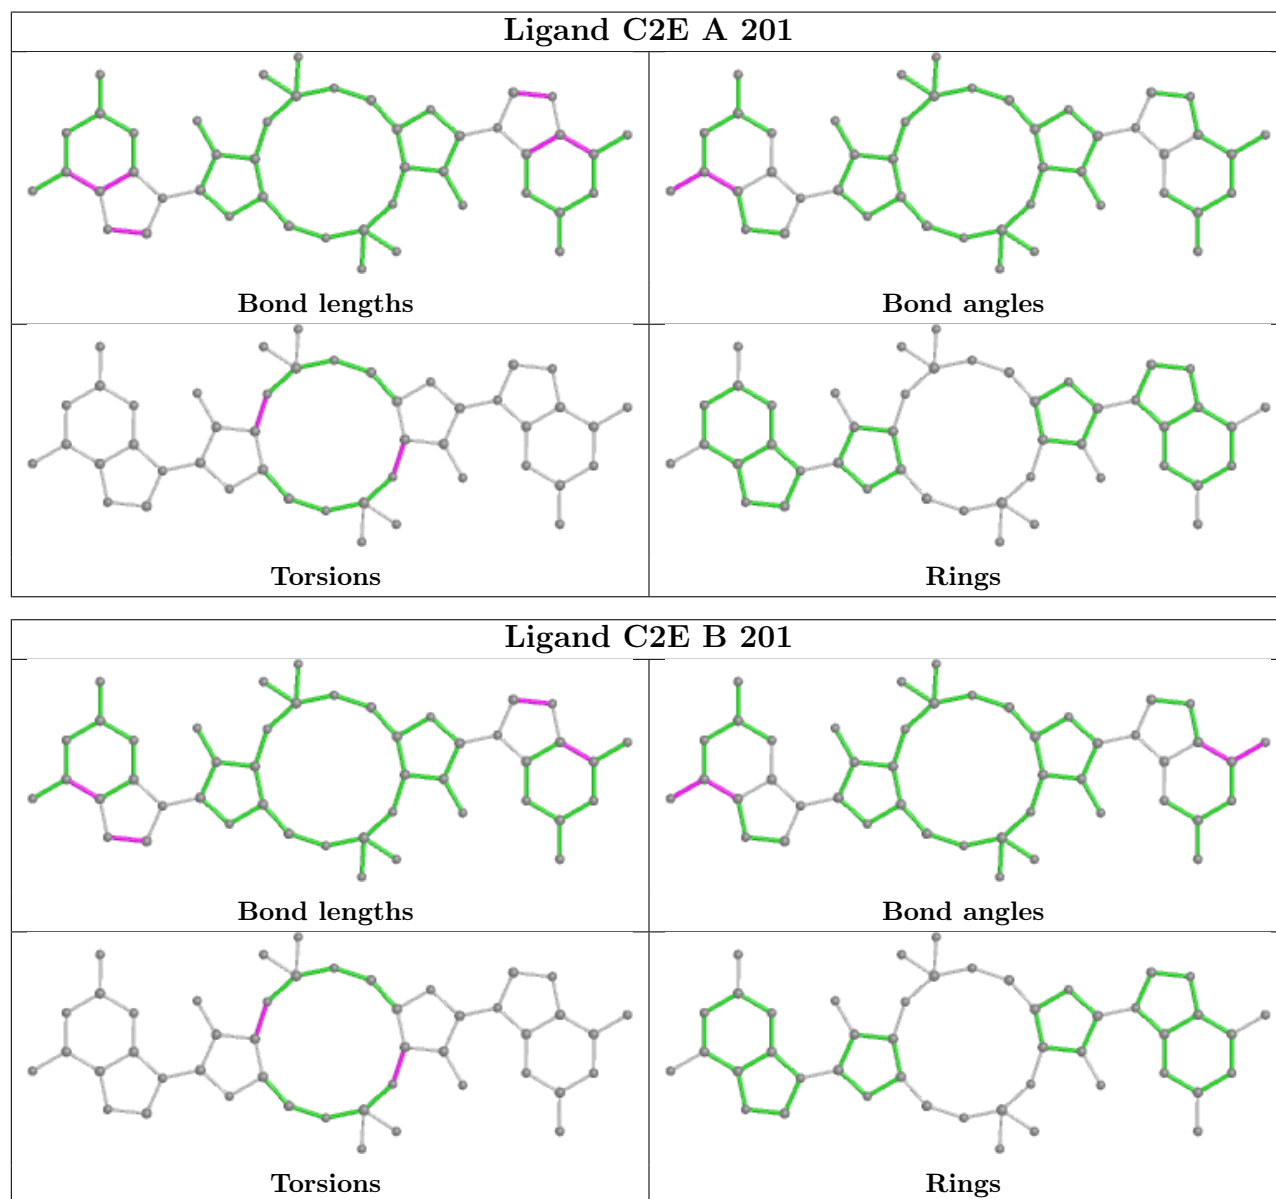 Ligand C2E A 201
Bond lengths
Bond angles
Torsions
Rings
Ligand C2E B 201
Bond lengths
Bond angles
Torsions
Rings